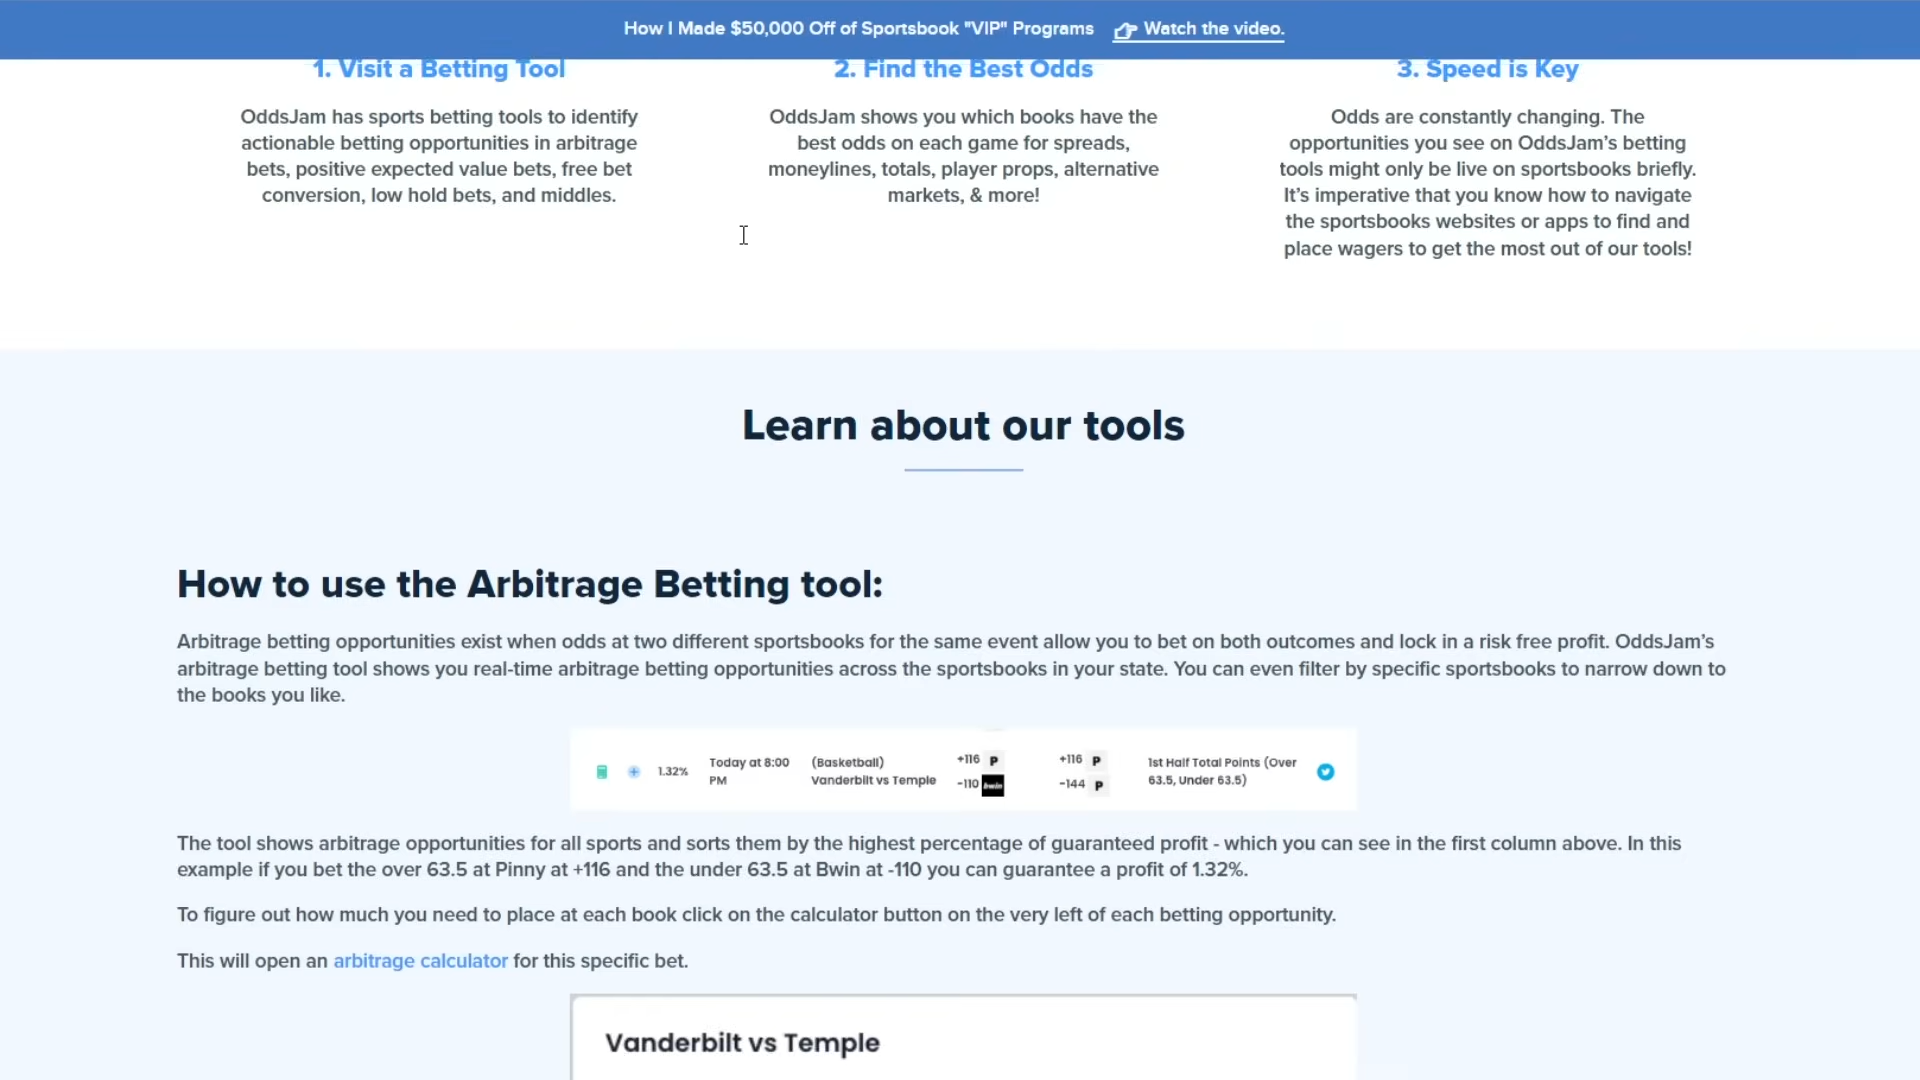 How I Made $50,000 Off of Sportsbook "VIP" Programs Watch the video.
1. Visit a Betting Tool
OddsJam has sports betting tools to identify
actionable betting opportunities in arbitrage
bets, positive expected value bets, free bet
conversion, low hold bets, and middles.
2. Find the Best Odds
OddsJam shows you which books have the
best odds on each game for spreads,
moneylines, totals, player props, alternative
markets, & more!
3. Speed is Key
Odds are constantly changing. The
opportunities you see on OddsJam’s betting
tools might only be live on sportsbooks briefly.
It’s imperative that you know how to navigate
the sportsbooks websites or apps to find and
place wagers to get the most out of our tools!
Learn about our tools
How to use the Arbitrage Betting tool:
Arbitrage betting opportunities exist when odds at two different sportsbooks for the same event allow you to bet on both outcomes and lock in a risk free profit. OddsJam’s
arbitrage betting tool shows you real-time arbitrage betting opportunities across the sportsbooks in your state. You can even filter by specific sportsbooks to narrow down to
the books you like.
1.32%
Today at 8:00
PM
(Basketball)
Vanderbilt vs Temple
+116 P
-110 bwin
+116 P
-144 P
1st Half Total Points (Over
63.5, Under 63.5)
The tool shows arbitrage opportunities for all sports and sorts them by the highest percentage of guaranteed profit - which you can see in the first column above. In this
example if you bet the over 63.5 at Pinny at +116 and the under 63.5 at Bwin at -110 you can guarantee a profit of 1.32%.
To figure out how much you need to place at each book click on the calculator button on the very left of each betting opportunity.
This will open an arbitrage calculator for this specific bet.
Vanderbilt vs Temple